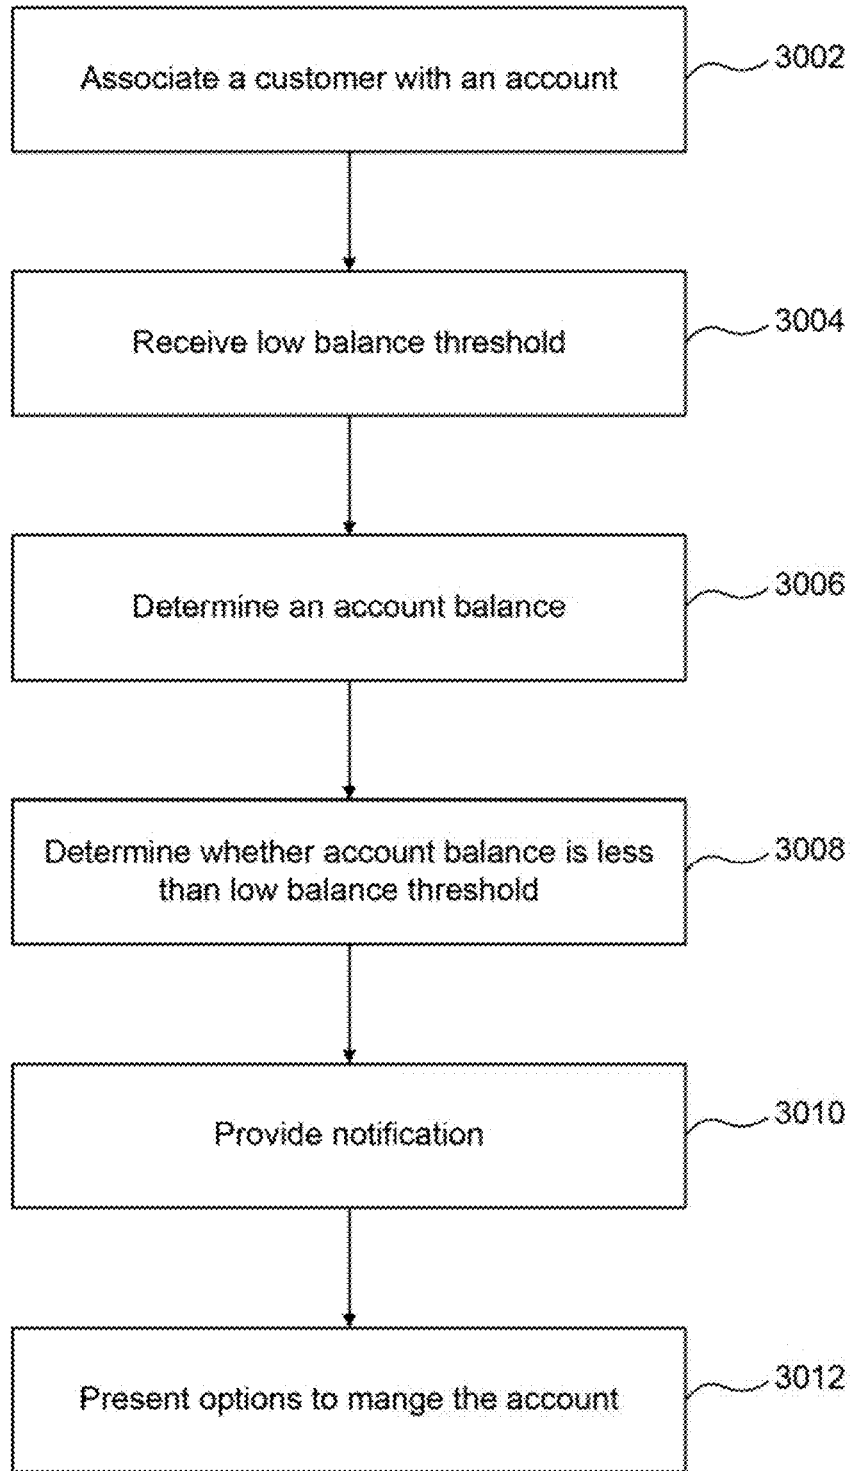 Associate a customer with an account
3002
Receive low balance threshold
3004
Determine an account balance
3006
Determine whether account balance is less
than low balance threshold
3008
Provide notification
3010
Present options to mange the account
3012